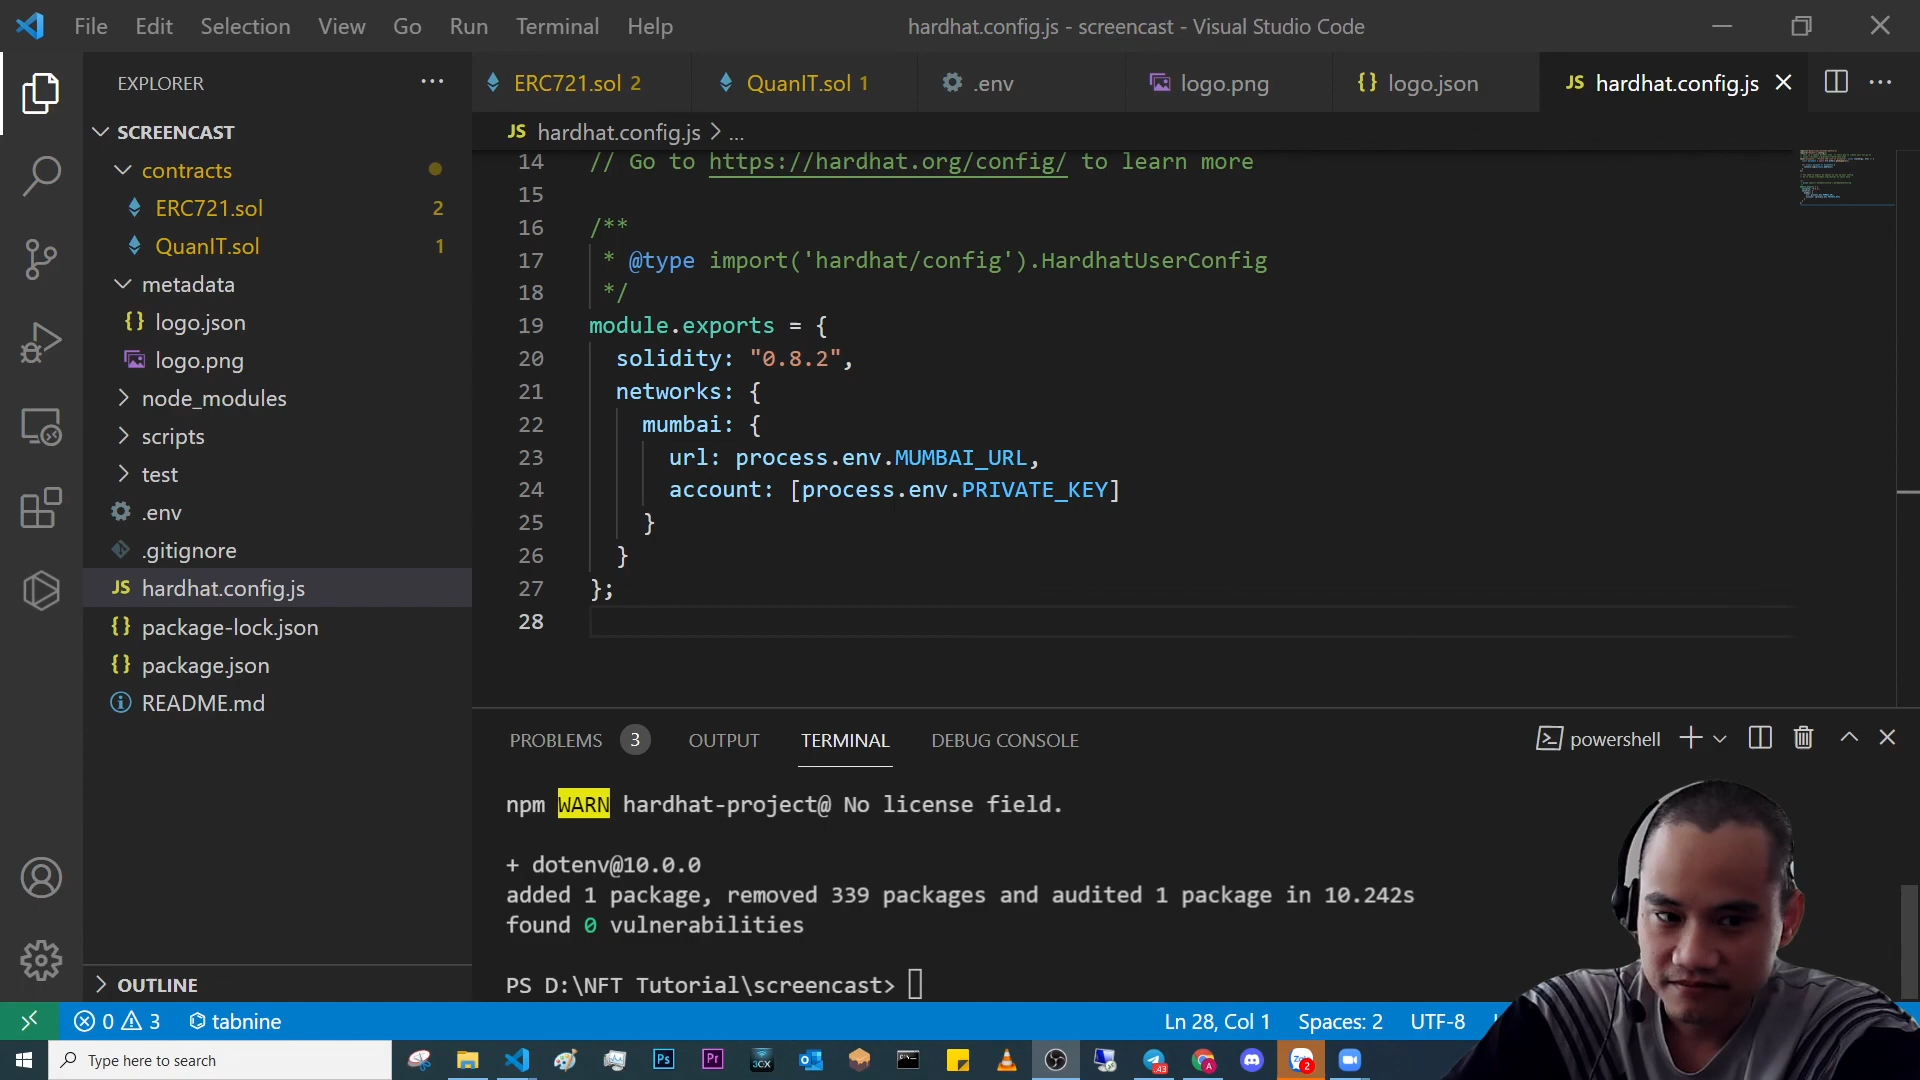 File Edit Selection View Go Run Terminal Help
hardhat.config.js - screencast - Visual Studio Code
EXPLORER
SCREENCAST
contracts
ERC721.sol 2
QuanIT.sol 1
metadata
logo.json
logo.png
node_modules
scripts
test
.env
.gitignore
hardhat.config.js
package-lock.json
package.json
README.md
OUTLINE
ERC721.sol 2
QuanIT.sol 1
.env
logo.png
logo.json
JS hardhat.config.js
JS hardhat.config.js > ...
14 // Go to https://hardhat.org/config/ to learn more
15
16 /**
17 * @type import('hardhat/config').HardhatUserConfig
18 */
19 module.exports = {
20 solidity: "0.8.2",
21 networks: {
22 mumbai: {
23 url: process.env.MUMBAI_URL,
24 account: [process.env.PRIVATE_KEY]
25 }
26 }
27 };
28
PROBLEMS 3 OUTPUT TERMINAL DEBUG CONSOLE
powershell
npm WARN hardhat-project@ No license field.
+ dotenv@10.0.0
added 1 package, removed 339 packages and audited 1 package in 10.242s
found 0 vulnerabilities
PS D:\NFT Tutorial\screencast>
0 3 tabnine
Ln 28, Col 1 Spaces: 2 UTF-8
Type here to search
Ps
Pr
3CX
43
A
2